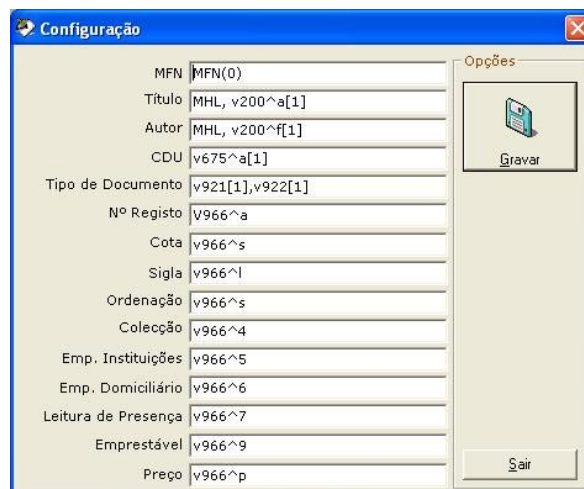 Configuração
MFN MFN(0)
Título MHL, v200^a[1]
Autor MHL, v200^f[1]
CDU v675^a[1]
Tipo de Documento v921[1],v922[1]
Nº Registo V966^a
Cota v966^s
Sigla v966^l
Ordenação v966^s
Colecção v966^4
Emp. Instituições v966^5
Emp. Domiciliário v966^6
Leitura de Presença v966^7
Emprestável v966^9
Preço v966^p
Opções
Gravar
Sair